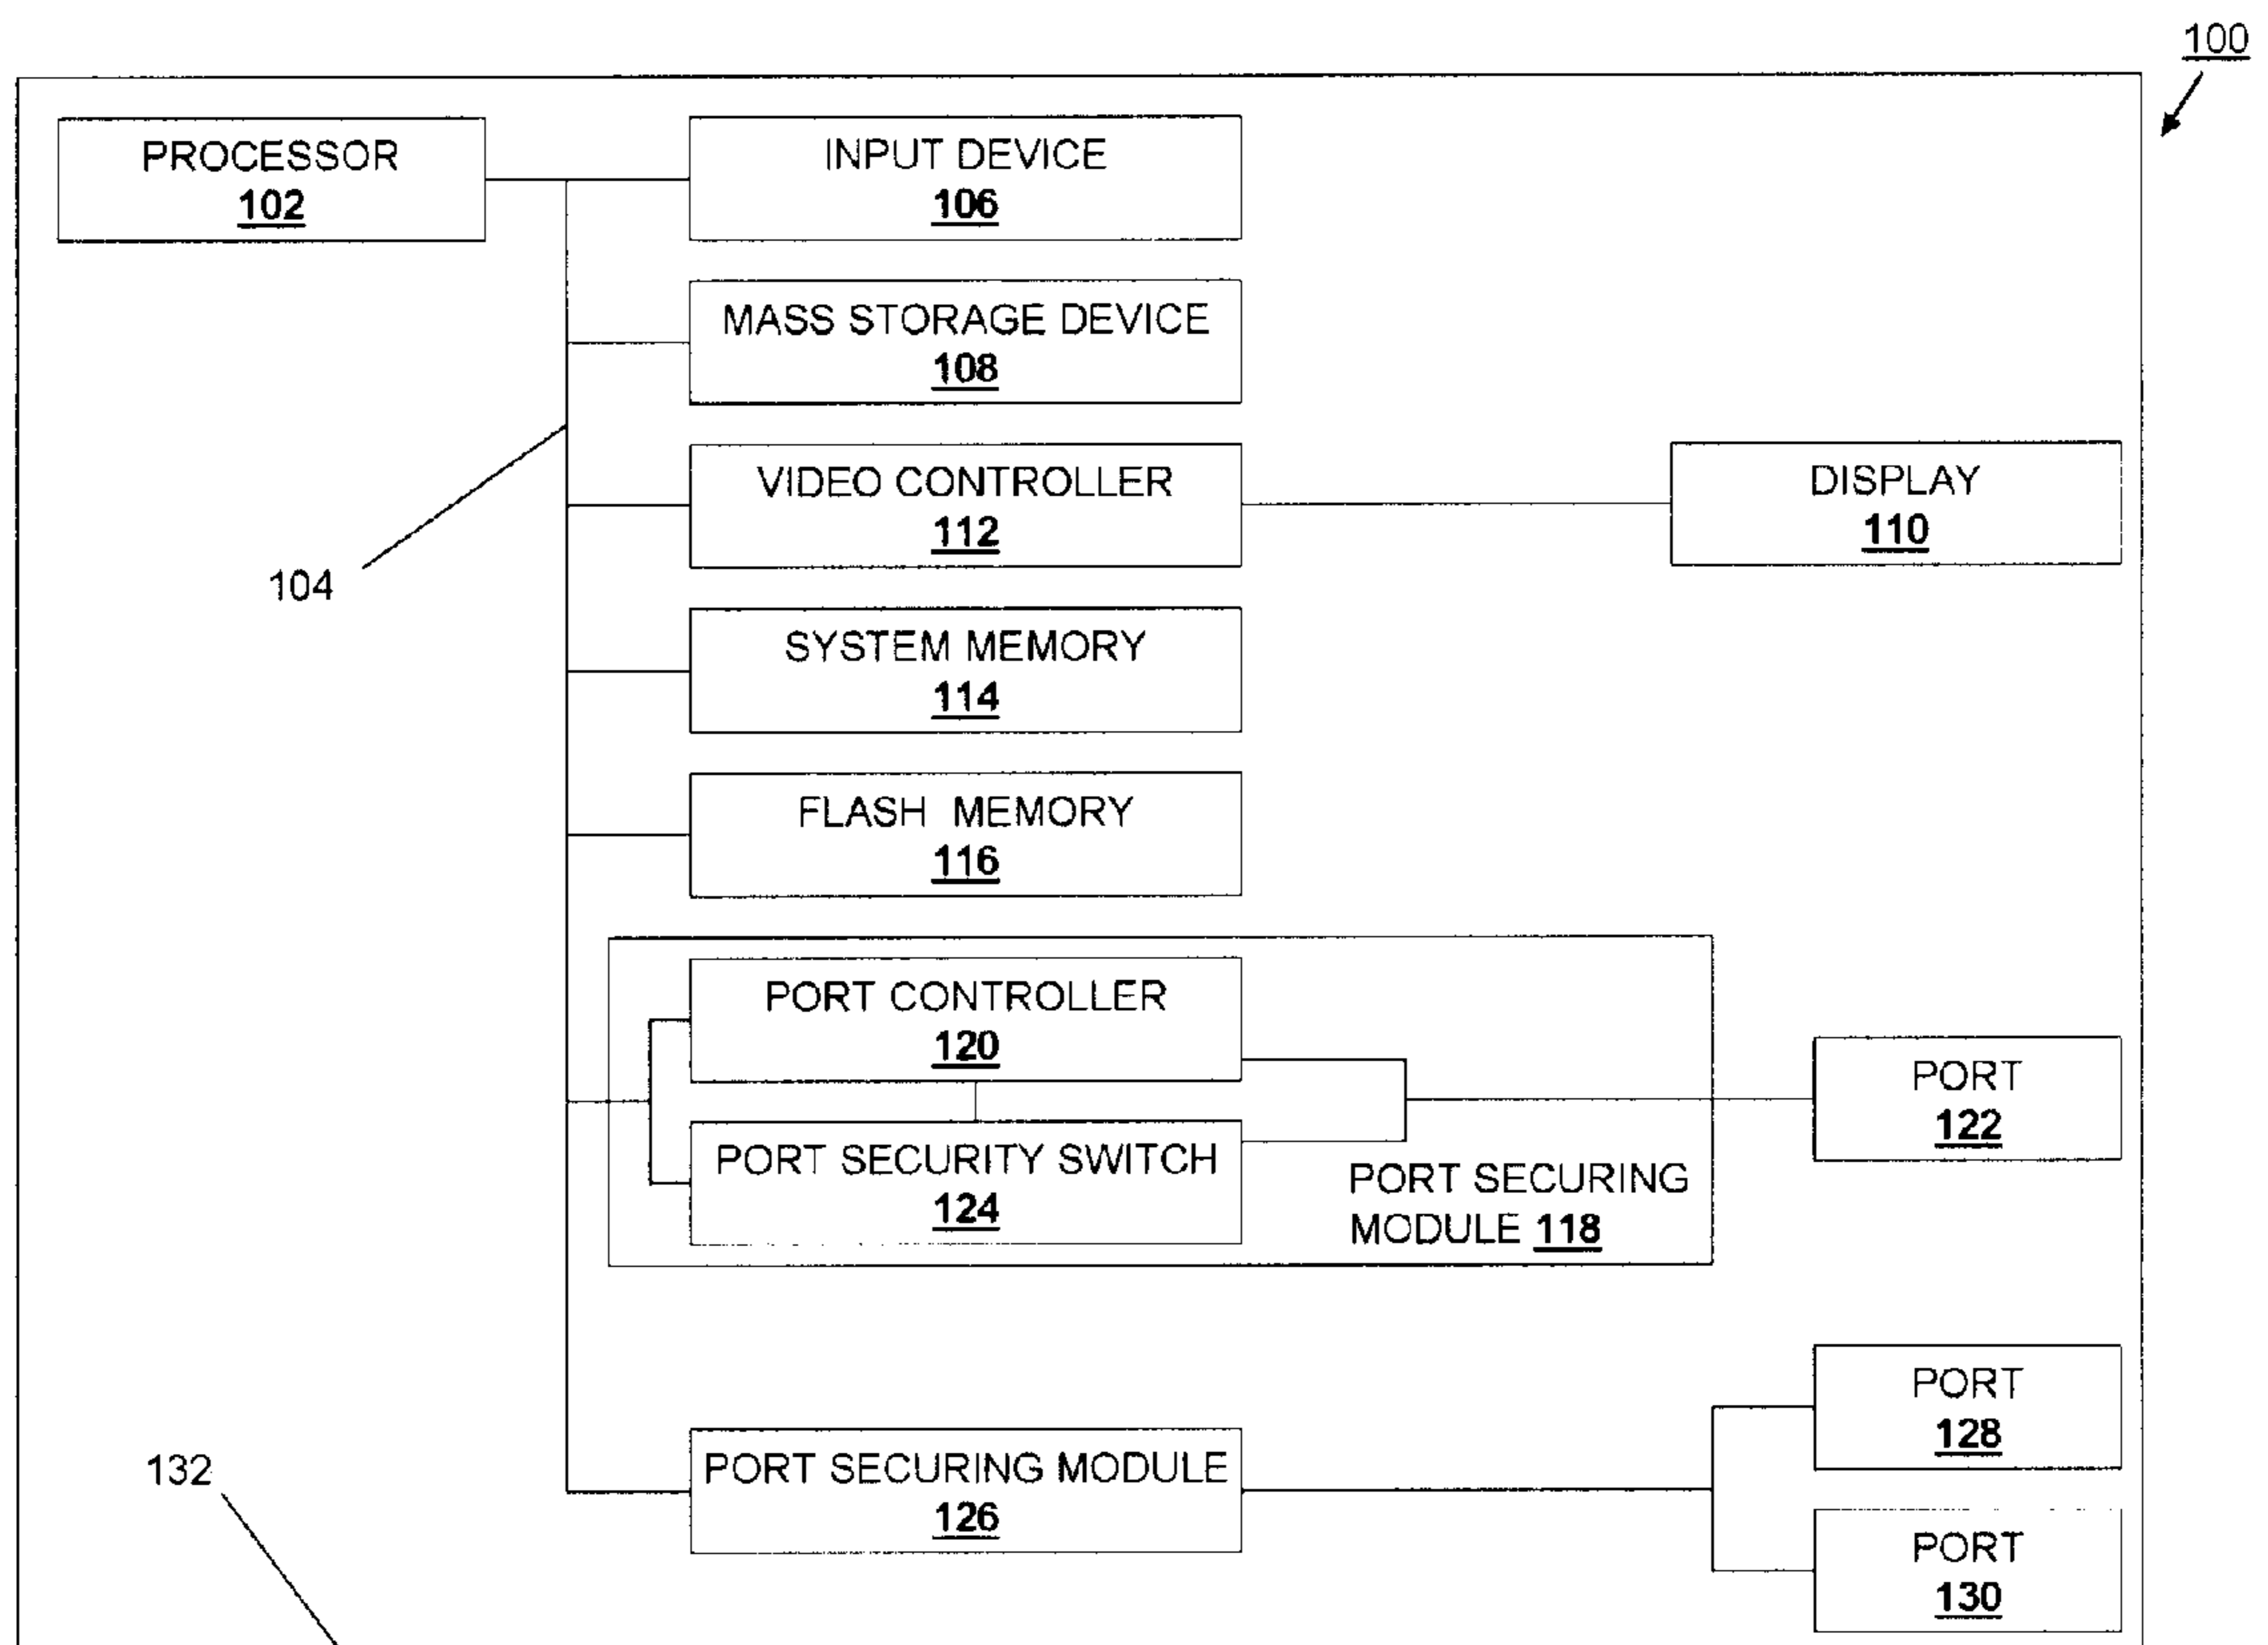 100
PROCESSOR
102
INPUT DEVICE
106
MASS STORAGE DEVICE
108
VIDEO CONTROLLER
112
DISPLAY
110
104
SYSTEM MEMORY
114
FLASH MEMORY
116
PORT CONTROLLER
120
PORT
122
PORT SECURITY SWITCH
124
PORT SECURING
MODULE 118
PORT
128
132
PORT SECURING MODULE
126
PORT
130